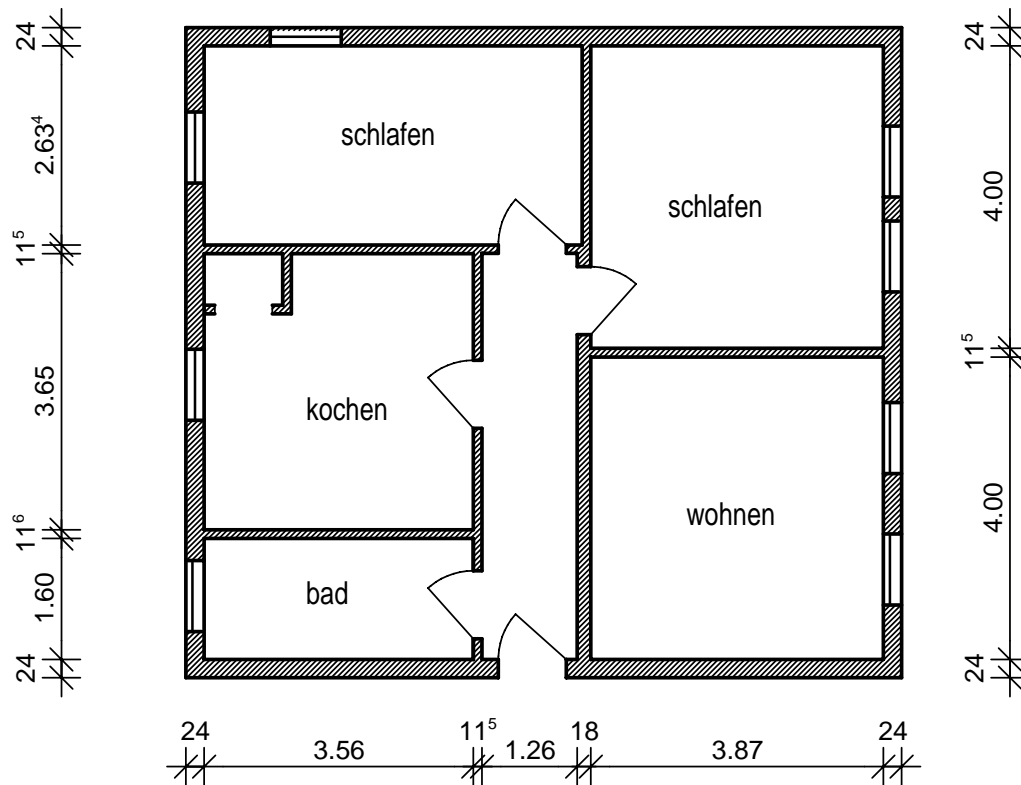 24
2.63⁴
11⁵
3.65
11⁶
1.60
24
schlafen
schlafen
kochen
wohnen
bad
24
4.00
11⁵
4.00
24
24 11⁵ 18 24
3.56 1.26 3.87